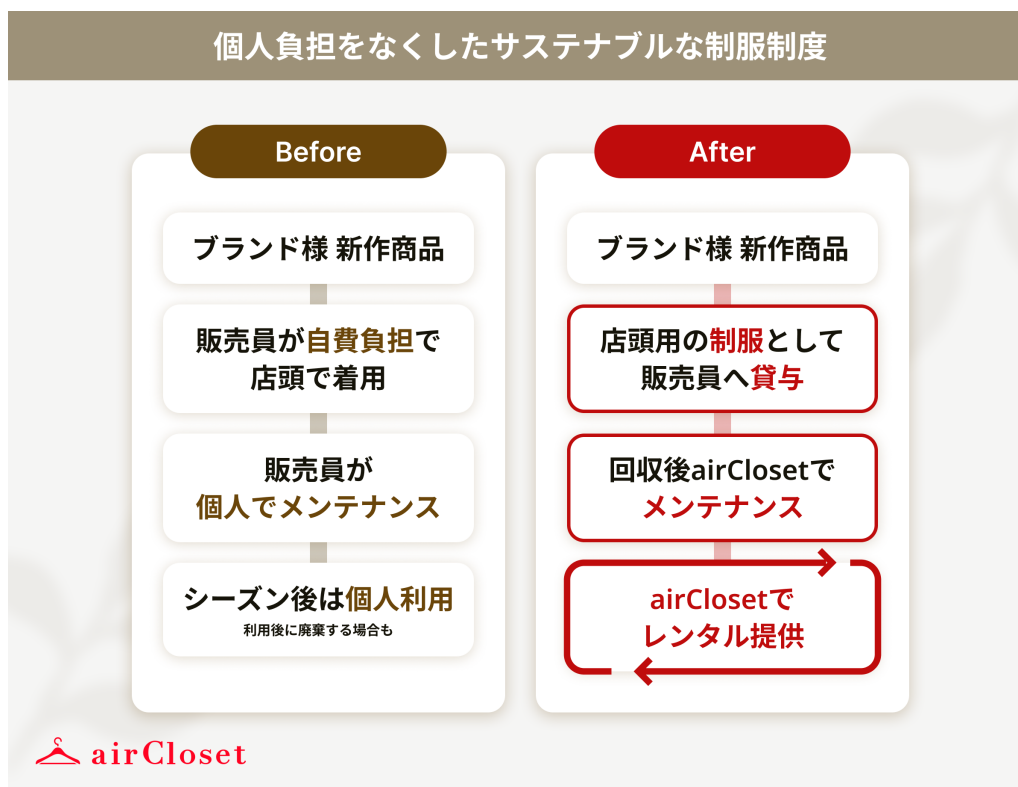 個人負担をなくしたサステナブルな制服制度
Before
ブランド様 新作商品
販売員が自費負担で
店頭で着用
販売員が
個人でメンテナンス
シーズン後は個人利用
利用後に廃棄する場合も
After
ブランド様 新作商品
店頭用の制服として
販売員へ貸与
回収後airClosetで
メンテナンス
airClosetで
レンタル提供
airCloset